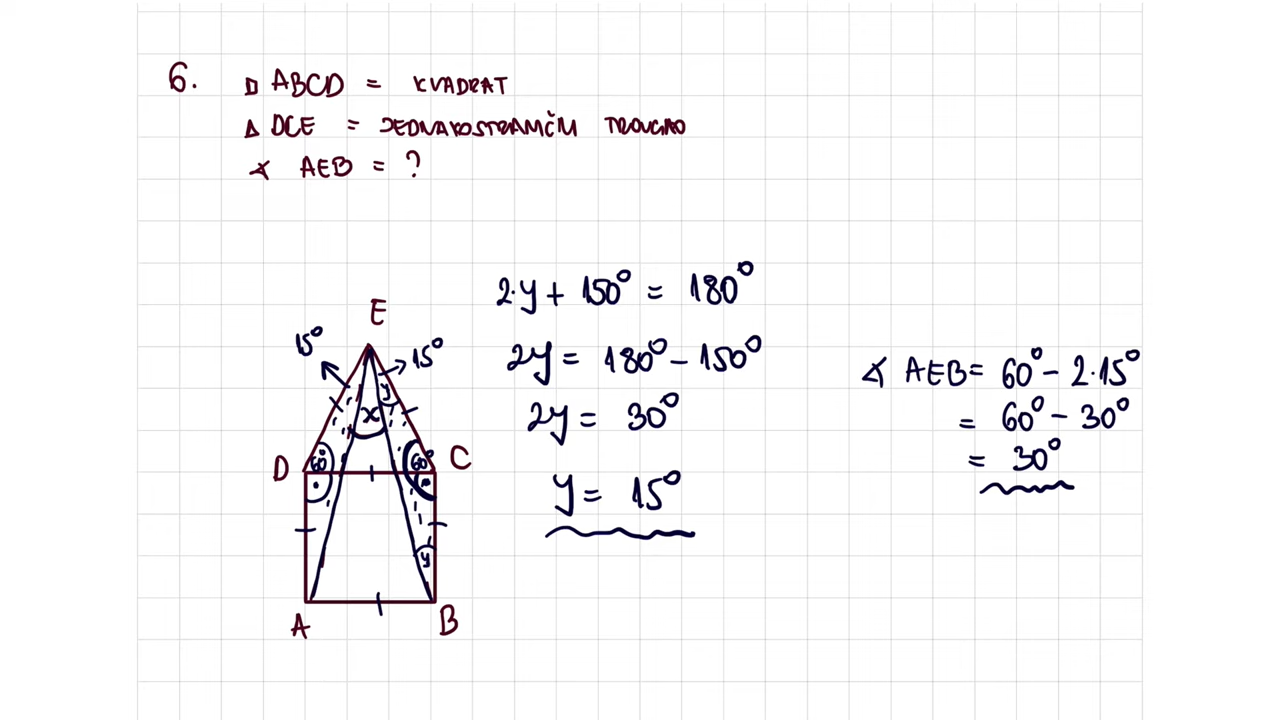 6. □ ABCD = KVADRAT
△ DCE = JEDNAKOSTRANIČNI TROUGAO
∢ AEB = ?
2·y + 150° = 180°
2y = 180° - 150°
2y = 30°
y = 15°
∢ AEB = 60° - 2·15°
= 60° - 30°
= 30°
E
15°
15°
y
x
D
60°
60°
C
y
A
B